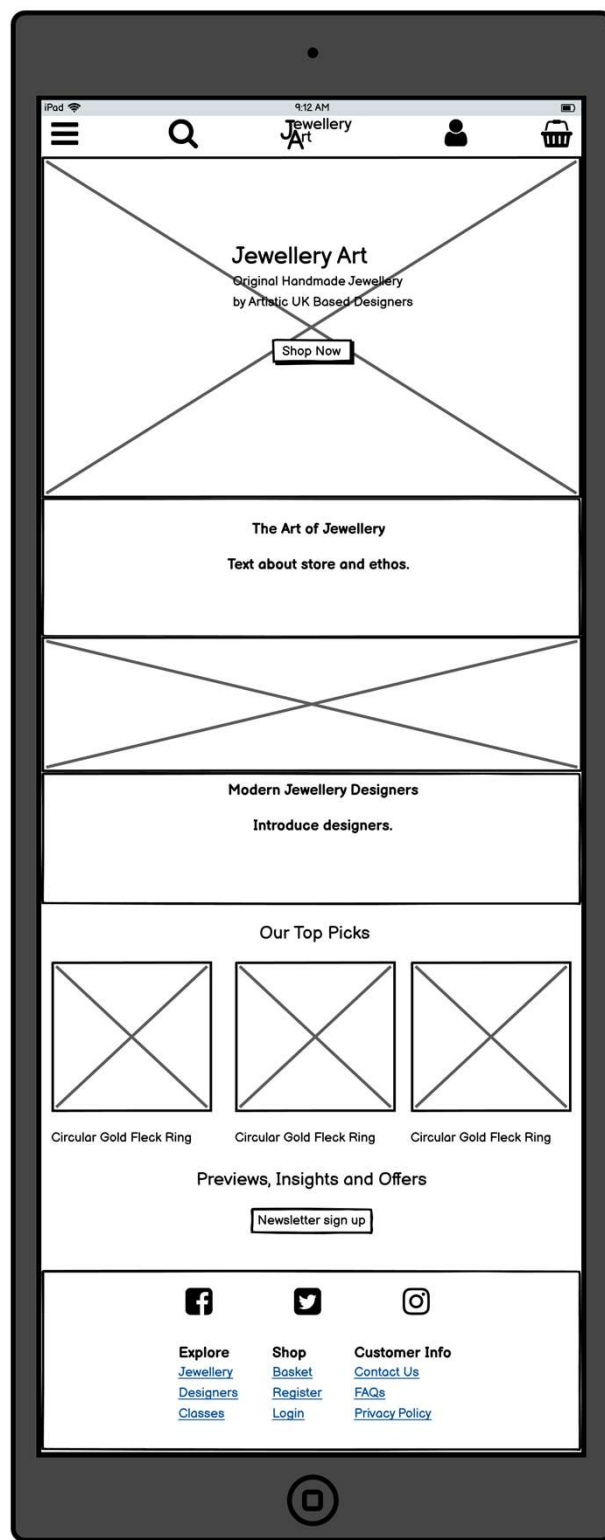 iPad 9:12 AM
Jewellery
Art
Jewellery Art
Original Handmade Jewellery
by Artistic UK Based Designers
Shop Now
The Art of Jewellery
Text about store and ethos.
Modern Jewellery Designers
Introduce designers.
Our Top Picks
Circular Gold Fleck Ring Circular Gold Fleck Ring Circular Gold Fleck Ring
Previews, Insights and Offers
Newsletter sign up
Explore Shop Customer Info
Jewellery Basket Contact Us
Designers Register FAQs
Classes Login Privacy Policy